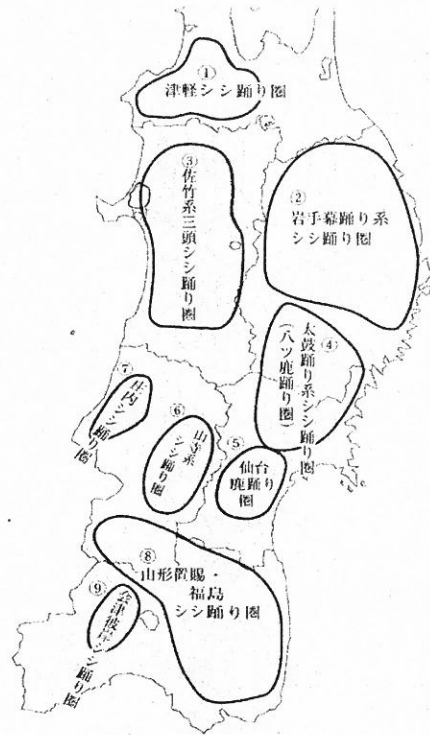 ①
津軽シシ踊り圏
②
岩手幕踊り系
シシ踊り圏
③
佐竹系三頭シシ踊り圏
④
太鼓踊り系シシ踊り圏
(八ツ鹿踊り圏)
⑤
仙台
鹿踊り
圏
⑥
山寺系
シシ踊り圏
⑦
庄内シシ踊り圏
⑧
山形置賜・
福島
シシ踊り圏
⑨
会津彼岸シシ踊り圏